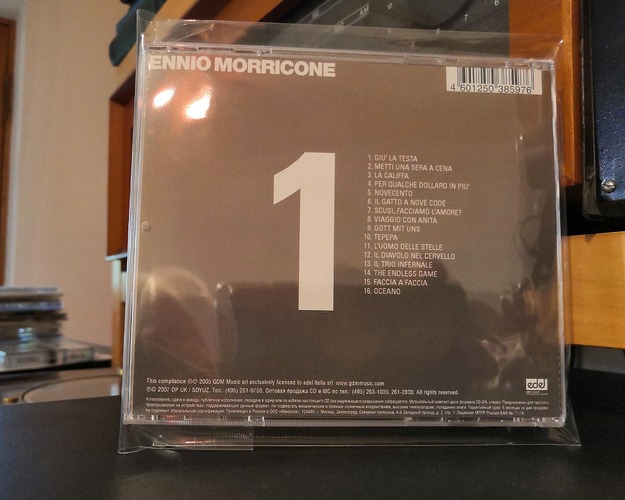 ENNIO MORRICONE
4 601250 385976
1
1. GIU' LA TESTA
2. METTI UNA SERA A CENA
3. LA CALIFFA
4. PER QUALCHE DOLLARO IN PIU'
5. NOVECENTO
6. IL GATTO A NOVE CODE
7. SCUSI, FACCIAMO L'AMORE?
8. VIAGGIO CON ANITA
9. GOTT MIT UNS
10. TEPEPA
11. L'UOMO DELLE STELLE
12. IL DIAVOLO NEL CERVELLO
13. IL TRIO INFERNALE
14. THE ENDLESS GAME
15. FACCIA A FACCIA
16. OCEANO
This compilation ℗© 2005 GDM Music srl exclusively licensed to edel Italia srl. www.gdmmusic.com
℗© 2007 DP UK / SOYUZ. Тел.: (495) 261-9750. Оптовая продажа CD и MC по тел.: (495) 263-1009, 261-2830. All rights reserved.
edel